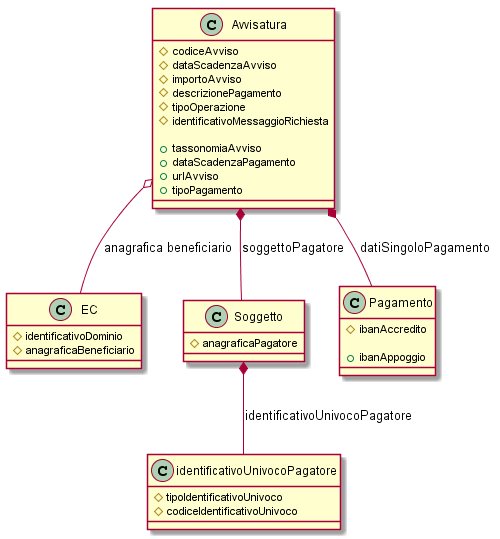 C Avvisatura
codiceAvviso
dataScadenzaAvviso
importoAvviso
descrizionePagamento
tipoOperazione
identificativoMessaggioRichiesta
tassonomiaAvviso
dataScadenzaPagamento
urlAvviso
tipoPagamento
anagrafica beneficiario
soggettoPagatore
datiSingoloPagamento
C EC
identificativoDominio
anagraficaBeneficiario
C Soggetto
anagraficaPagatore
C Pagamento
ibanAccredito
ibanAppoggio
identificativoUnivocoPagatore
C identificativoUnivocoPagatore
tipoIdentificativoUnivoco
codiceIdentificativoUnivoco